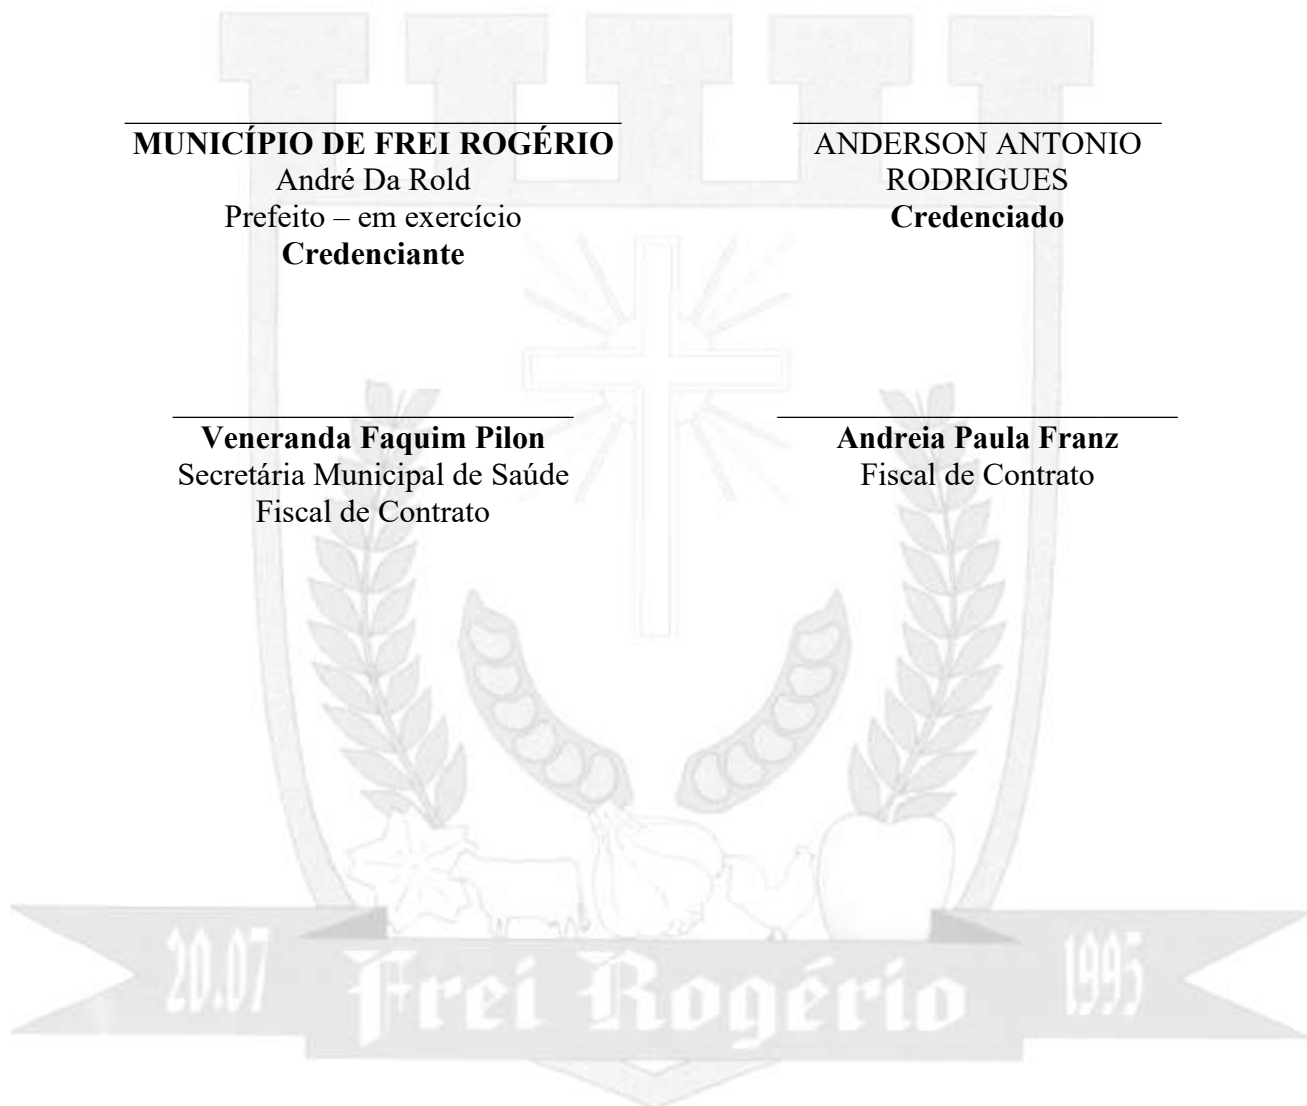 MUNICÍPIO DE FREI ROGÉRIO
André Da Rold
Prefeito – em exercício
Credenciante
ANDERSON ANTONIO
RODRIGUES
Credenciado
Veneranda Faquim Pilon
Secretária Municipal de Saúde
Fiscal de Contrato
Andreia Paula Franz
Fiscal de Contrato
20.07
Frei Rogério
1995